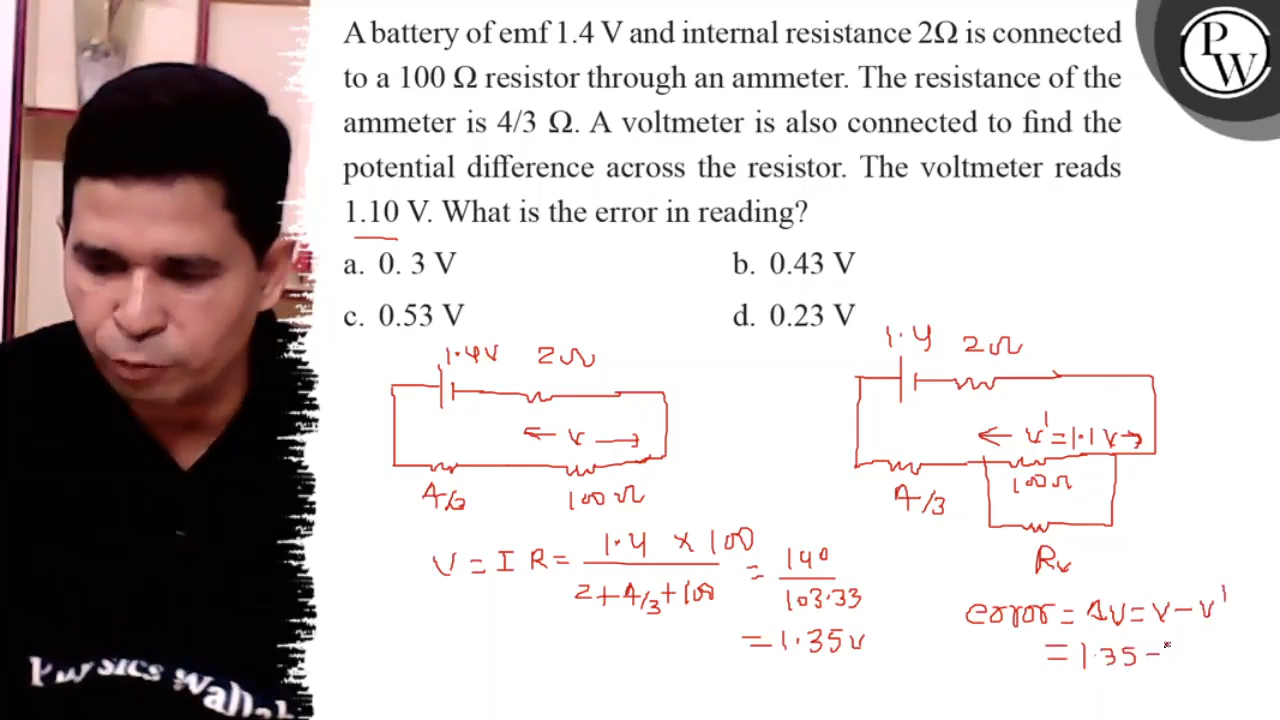 A battery of emf 1.4 V and internal resistance 2Ω is connected
to a 100 Ω resistor through an ammeter. The resistance of the
ammeter is 4/3 Ω. A voltmeter is also connected to find the
potential difference across the resistor. The voltmeter reads
1.10 V. What is the error in reading?
a. 0. 3 V
b. 0.43 V
c. 0.53 V
d. 0.23 V
PW
1.4V 2Ω
V
4/3 100Ω
V = I R = 1.4 × 100 / 2 + 4/3 + 100 = 140 / 103.33
= 1.35V
1.4 2Ω
V' = 1.1V
100Ω
4/3
Rv
error = ΔV = V - V'
= 1.35 -
Physics Wallah